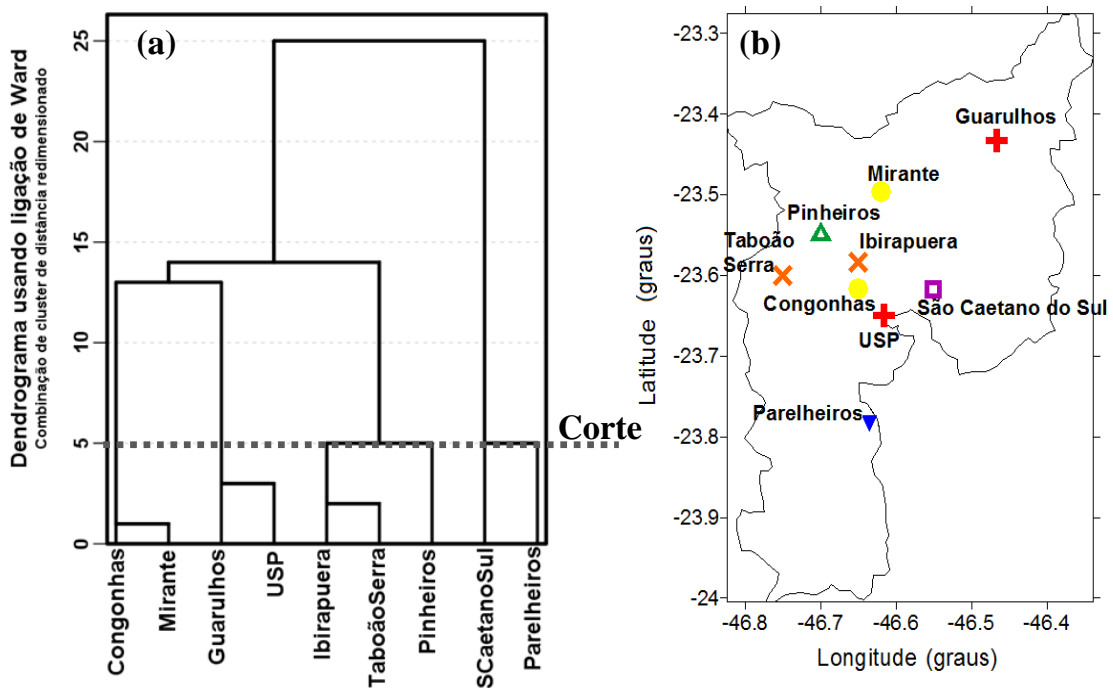 (a)
Dendrograma usando ligação de Ward
Combinação de cluster de distância redimensionado
25
20
15
10
5
0
Corte
Congonhas
Mirante
Guarulhos
USP
Ibirapuera
TaboãoSerra
Pinheiros
SCaetanoSul
Parelheiros
(b)
Latitude (graus)
-23.3
-23.4
-23.5
-23.6
-23.7
-23.8
-23.9
-24
Guarulhos
Mirante
Pinheiros
Ibirapuera
Taboão
Serra
Congonhas
São Caetano do Sul
USP
Parelheiros
-46.8
-46.7
-46.6
-46.5
-46.4
Longitude (graus)